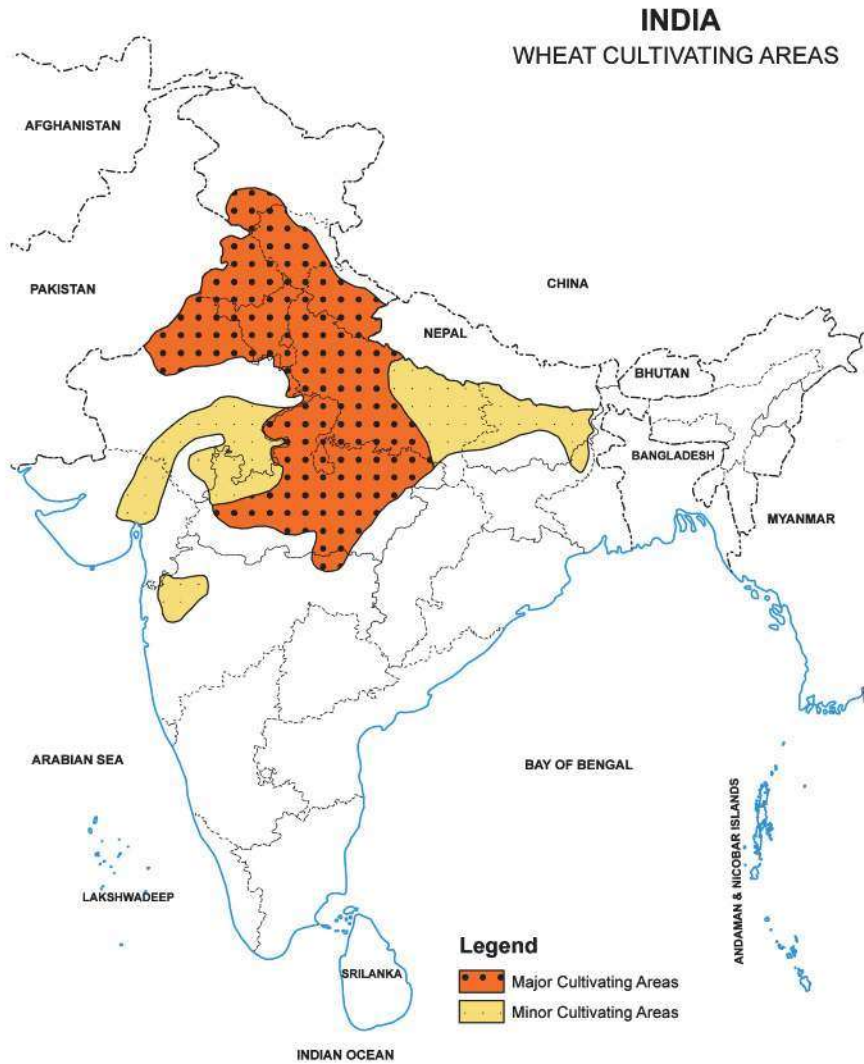 INDIA
WHEAT CULTIVATING AREAS
AFGHANISTAN
PAKISTAN
CHINA
NEPAL
BHUTAN
BANGLADESH
MYANMAR
ARABIAN SEA
BAY OF BENGAL
ANDAMAN & NICOBAR ISLANDS
LAKSHWADEEP
SRILANKA
Legend
Major Cultivating Areas
Minor Cultivating Areas
INDIAN OCEAN